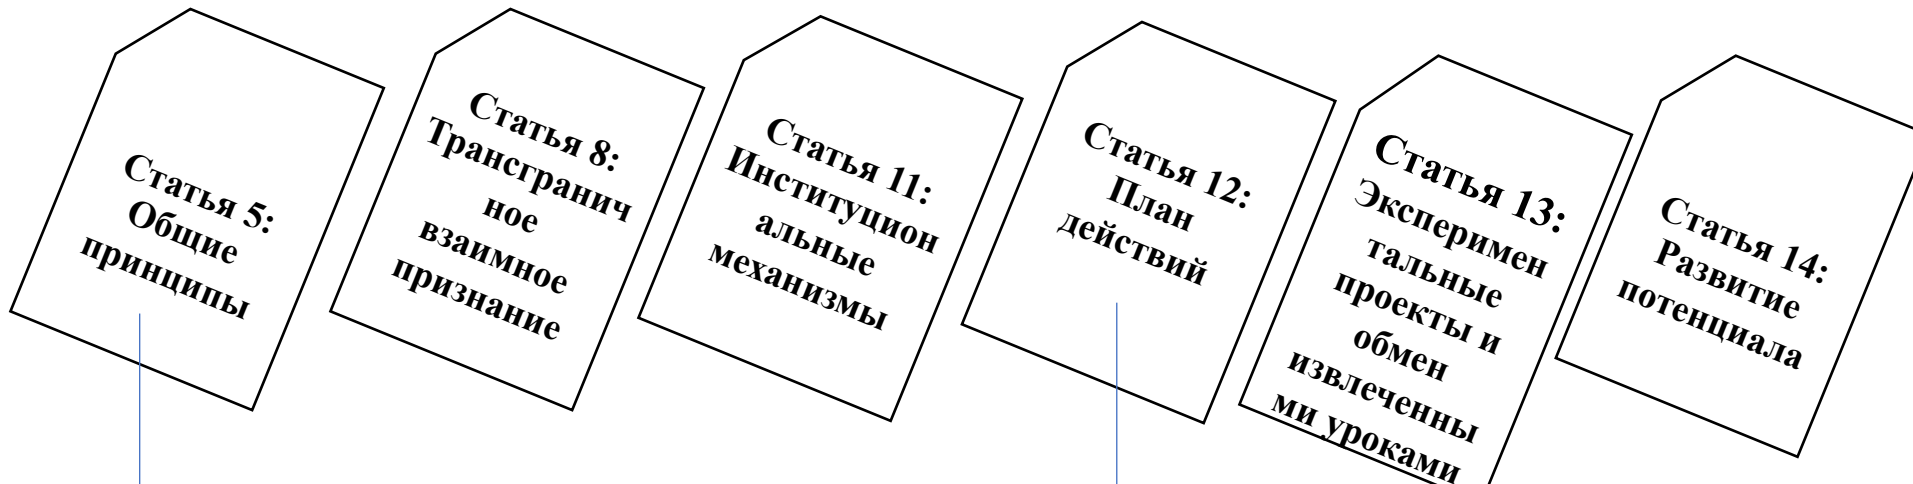 Статья 5:
Общие
принципы
Статья 8:
Трансгранич
ное
взаимное
признание
Статья 11:
Институцион
альные
механизмы
Статья 12:
План
действий
Статья 13:
Эксперимен
тальные
проекты и
обмен
извлеченны
ми уроками
Статья 14:
Развитие
потенциала